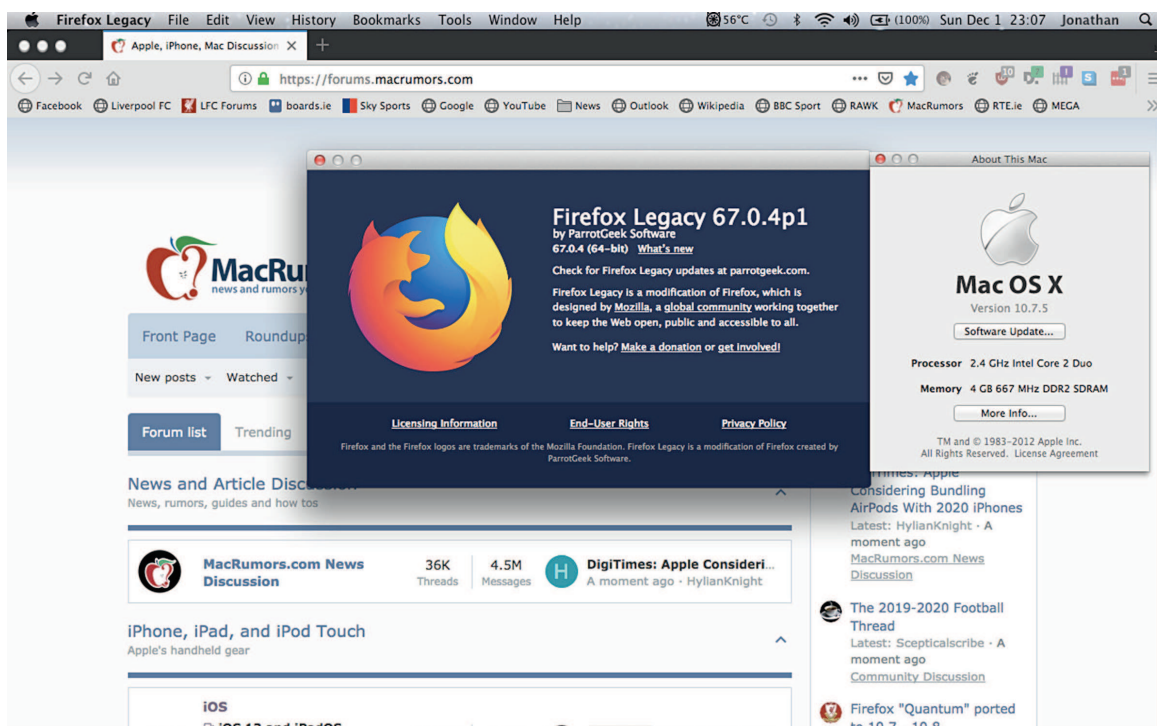 Firefox Legacy File Edit View History Bookmarks Tools Window Help 56°C (100%) Sun Dec 1 23:07 Jonathan
Apple, iPhone, Mac Discussion
https://forums.macrumors.com
Facebook Liverpool FC LFC Forums boards.ie Sky Sports Google YouTube News Outlook Wikipedia BBC Sport RAWK MacRumors RTE.ie MEGA
Firefox Legacy 67.0.4p1
by ParrotGeek Software
67.0.4 (64-bit) What's new
Check for Firefox Legacy updates at parrotgeek.com.
Firefox Legacy is a modification of Firefox, which is
designed by Mozilla, a global community working together
to keep the Web open, public and accessible to all.
Want to help? Make a donation or get involved!
Licensing Information End-User Rights Privacy Policy
Firefox and the Firefox logos are trademarks of the Mozilla Foundation. Firefox Legacy is a modification of Firefox created by
ParrotGeek Software.
About This Mac
Mac OS X
Version 10.7.5
Software Update...
Processor 2.4 GHz Intel Core 2 Duo
Memory 4 GB 667 MHz DDR2 SDRAM
More Info...
TM and © 1983-2012 Apple Inc.
All Rights Reserved. License Agreement
MacRu
news and rumors y
Front Page Roundup
New posts Watched
Forum list Trending
News and Article Disc
News, rumors, guides and how tos
MacRumors.com News
Discussion
36K
Threads
4.5M
Messages
H
DigiTimes: Apple Consideri...
A moment ago · HylianKnight
iPhone, iPad, and iPod Touch
Apple's handheld gear
iOS
Apple
Considering Bundling
AirPods With 2020 iPhones
Latest: HylianKnight · A
moment ago
MacRumors.com News
Discussion
The 2019-2020 Football
Thread
Latest: Scepticalscribe · A
moment ago
Community Discussion
Firefox "Quantum" ported